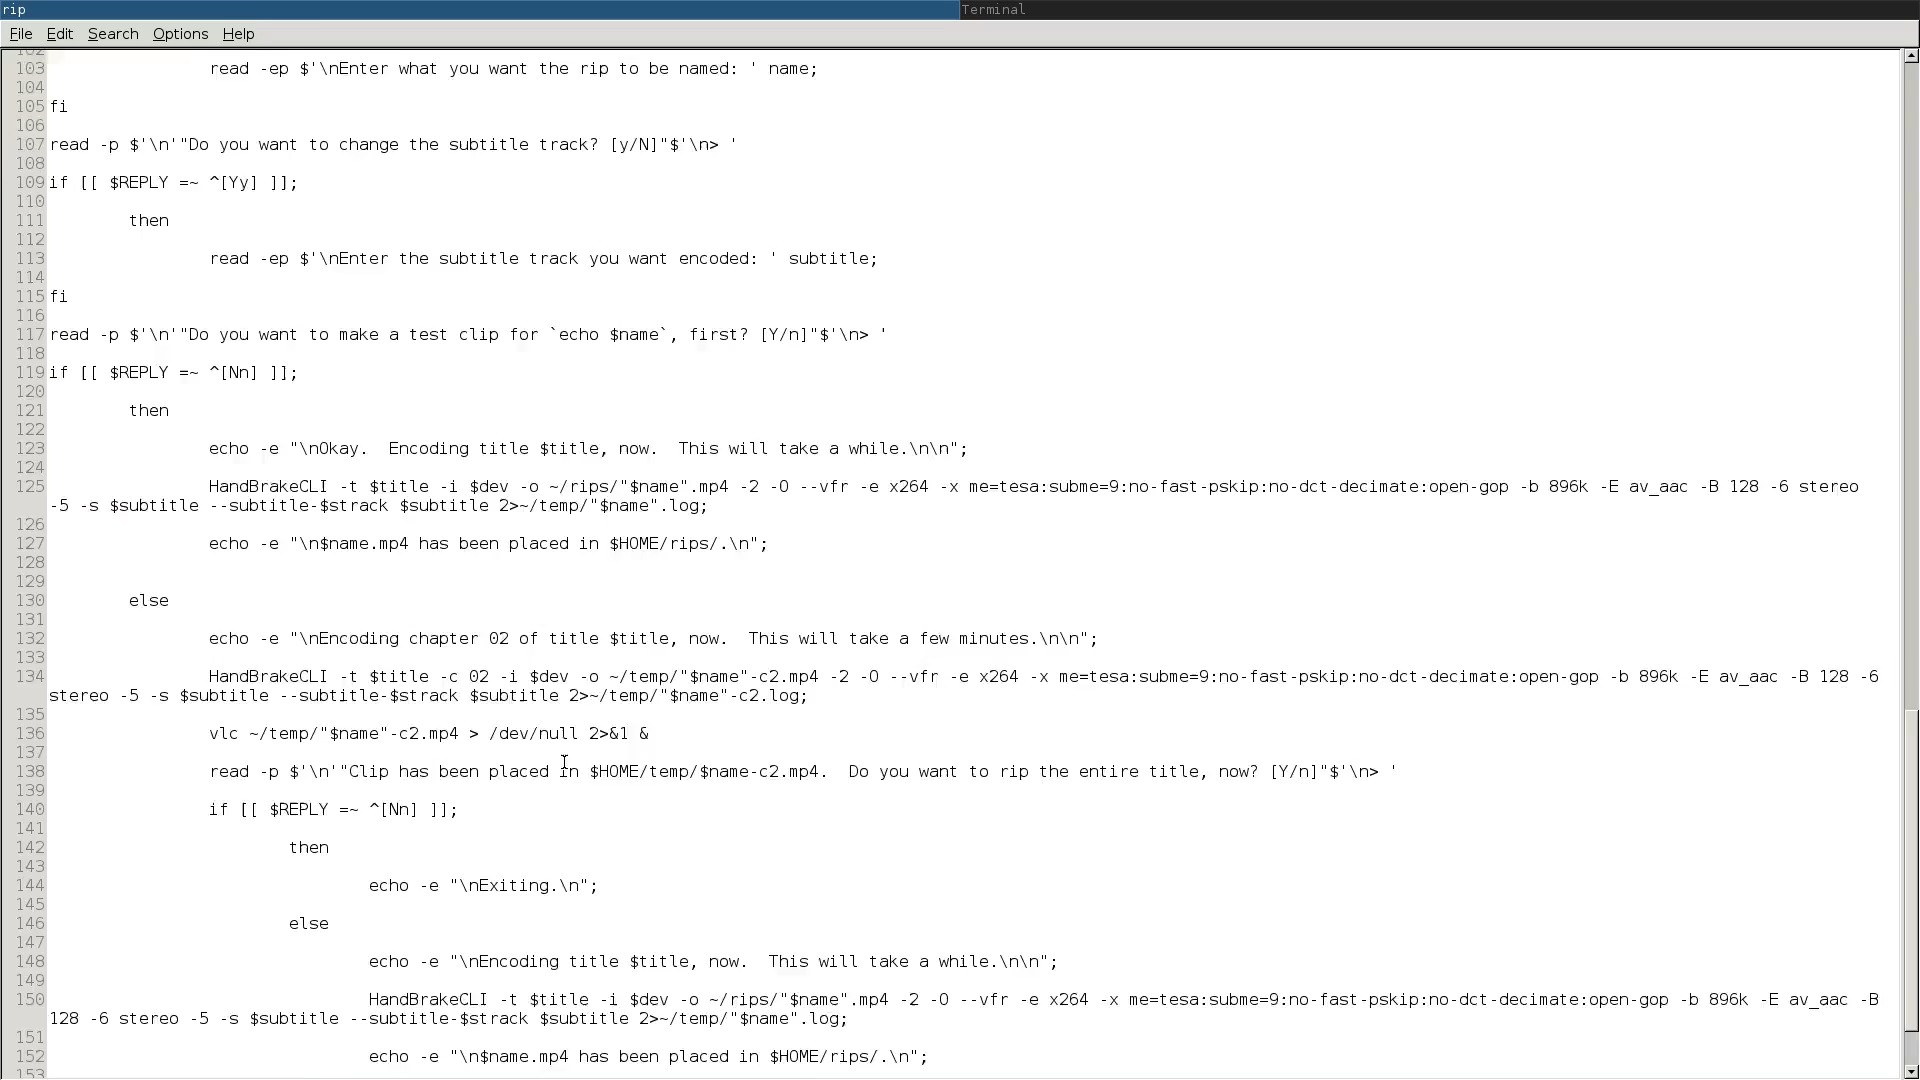 rip
Terminal
File Edit Search Options Help
102
103 read -ep $'\nEnter what you want the rip to be named: ' name;
104
105 fi
106
107 read -p $'\n'"Do you want to change the subtitle track? [y/N]"$'\n> '
108
109 if [[ $REPLY =~ ^[Yy] ]];
110
111 then
112
113 read -ep $'\nEnter the subtitle track you want encoded: ' subtitle;
114
115 fi
116
117 read -p $'\n'"Do you want to make a test clip for `echo $name`, first? [Y/n]"$'\n> '
118
119 if [[ $REPLY =~ ^[Nn] ]];
120
121 then
122
123 echo -e "\nOkay.  Encoding title $title, now.  This will take a while.\n\n";
124
125 HandBrakeCLI -t $title -i $dev -o ~/rips/"$name".mp4 -2 -O --vfr -e x264 -x me=tesa:subme=9:no-fast-pskip:no-dct-decimate:open-gop -b 896k -E av_aac -B 128 -6 stereo
-5 -s $subtitle --subtitle-$strack $subtitle 2>~/temp/"$name".log;
126
127 echo -e "\n$name.mp4 has been placed in $HOME/rips/.\n";
128
129
130 else
131
132 echo -e "\nEncoding chapter 02 of title $title, now.  This will take a few minutes.\n\n";
133
134 HandBrakeCLI -t $title -c 02 -i $dev -o ~/temp/"$name"-c2.mp4 -2 -O --vfr -e x264 -x me=tesa:subme=9:no-fast-pskip:no-dct-decimate:open-gop -b 896k -E av_aac -B 128 -6
stereo -5 -s $subtitle --subtitle-$strack $subtitle 2>~/temp/"$name"-c2.log;
135
136 vlc ~/temp/"$name"-c2.mp4 > /dev/null 2>&1 &
137
138 read -p $'\n'"Clip has been placed in $HOME/temp/$name-c2.mp4.  Do you want to rip the entire title, now? [Y/n]"$'\n> '
139
140 if [[ $REPLY =~ ^[Nn] ]];
141
142 then
143
144 echo -e "\nExiting.\n";
145
146 else
147
148 echo -e "\nEncoding title $title, now.  This will take a while.\n\n";
149
150 HandBrakeCLI -t $title -i $dev -o ~/rips/"$name".mp4 -2 -O --vfr -e x264 -x me=tesa:subme=9:no-fast-pskip:no-dct-decimate:open-gop -b 896k -E av_aac -B
128 -6 stereo -5 -s $subtitle --subtitle-$strack $subtitle 2>~/temp/"$name".log;
151
152 echo -e "\n$name.mp4 has been placed in $HOME/rips/.\n";
153